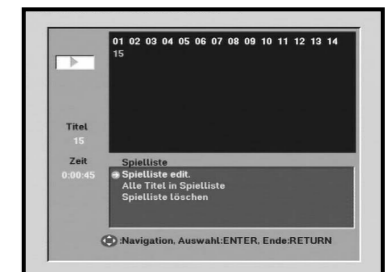 01 02 03 04 05 06 07 08 09 10 11 12 13 14
15
Titel
15
Zeit
0:00:45
Spielliste
Spielliste edit.
Alle Titel in Spielliste
Spielliste löschen
:Navigation, Auswahl:ENTER, Ende:RETURN